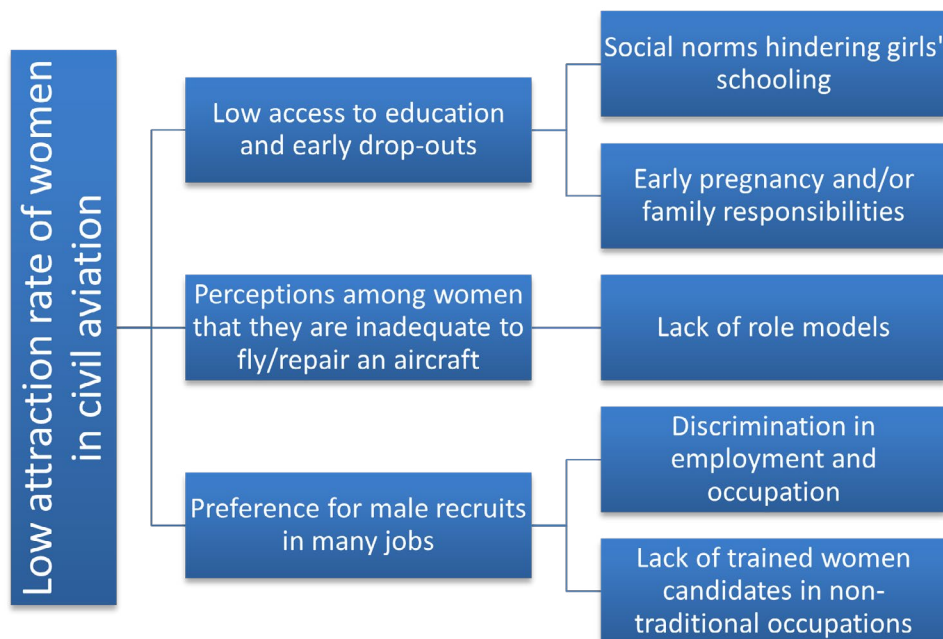 Low attraction rate of women
in civil aviation
Low access to education
and early drop-outs
Social norms hindering girls'
schooling
Early pregnancy and/or
family responsibilities
Perceptions among women
that they are inadequate to
fly/repair an aircraft
Lack of role models
Preference for male recruits
in many jobs
Discrimination in
employment and
occupation
Lack of trained women
candidates in non-
traditional occupations